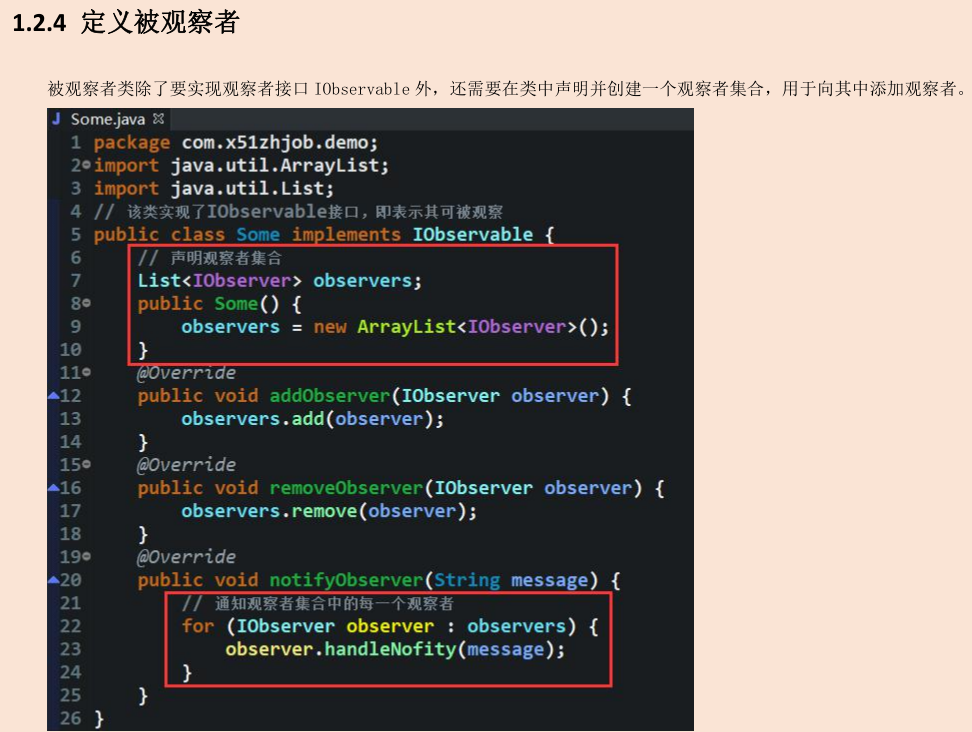 1.2.4 定义被观察者
被观察者类除了要实现观察者接口 IObservable 外，还需要在类中声明并创建一个观察者集合，用于向其中添加观察者。
J Some.java
1 package com.x51zhjob.demo;
2 import java.util.ArrayList;
3 import java.util.List;
4 // 该类实现了IObservable接口，即表示其可被观察
5 public class Some implements IObservable {
6 // 声明观察者集合
7 List<IObserver> observers;
8 public Some() {
9 observers = new ArrayList<IObserver>();
10 }
11 @Override
12 public void addObserver(IObserver observer) {
13 observers.add(observer);
14 }
15 @Override
16 public void removeObserver(IObserver observer) {
17 observers.remove(observer);
18 }
19 @Override
20 public void notifyObserver(String message) {
21 // 通知观察者集合中的每一个观察者
22 for (IObserver observer : observers) {
23 observer.handleNofity(message);
24 }
25 }
26 }